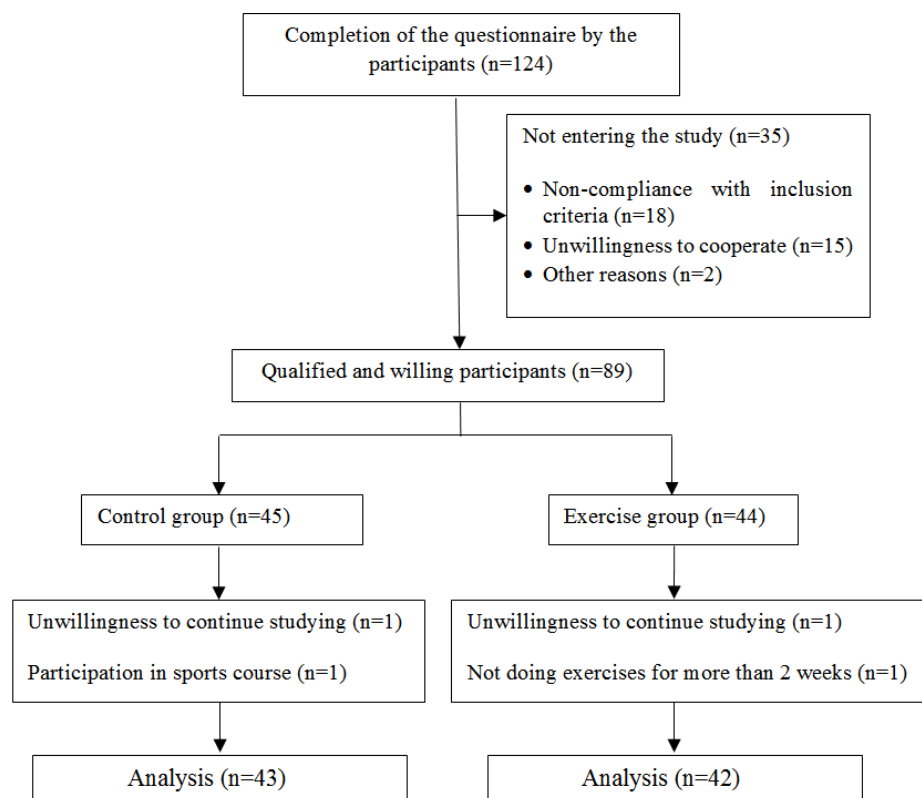 Completion of the questionnaire by the
participants (n=124)
Not entering the study (n=35)
• Non-compliance with inclusion
criteria (n=18)
• Unwillingness to cooperate (n=15)
• Other reasons (n=2)
Qualified and willing participants (n=89)
Control group (n=45)
Exercise group (n=44)
Unwillingness to continue studying (n=1)
Participation in sports course (n=1)
Unwillingness to continue studying (n=1)
Not doing exercises for more than 2 weeks (n=1)
Analysis (n=43)
Analysis (n=42)